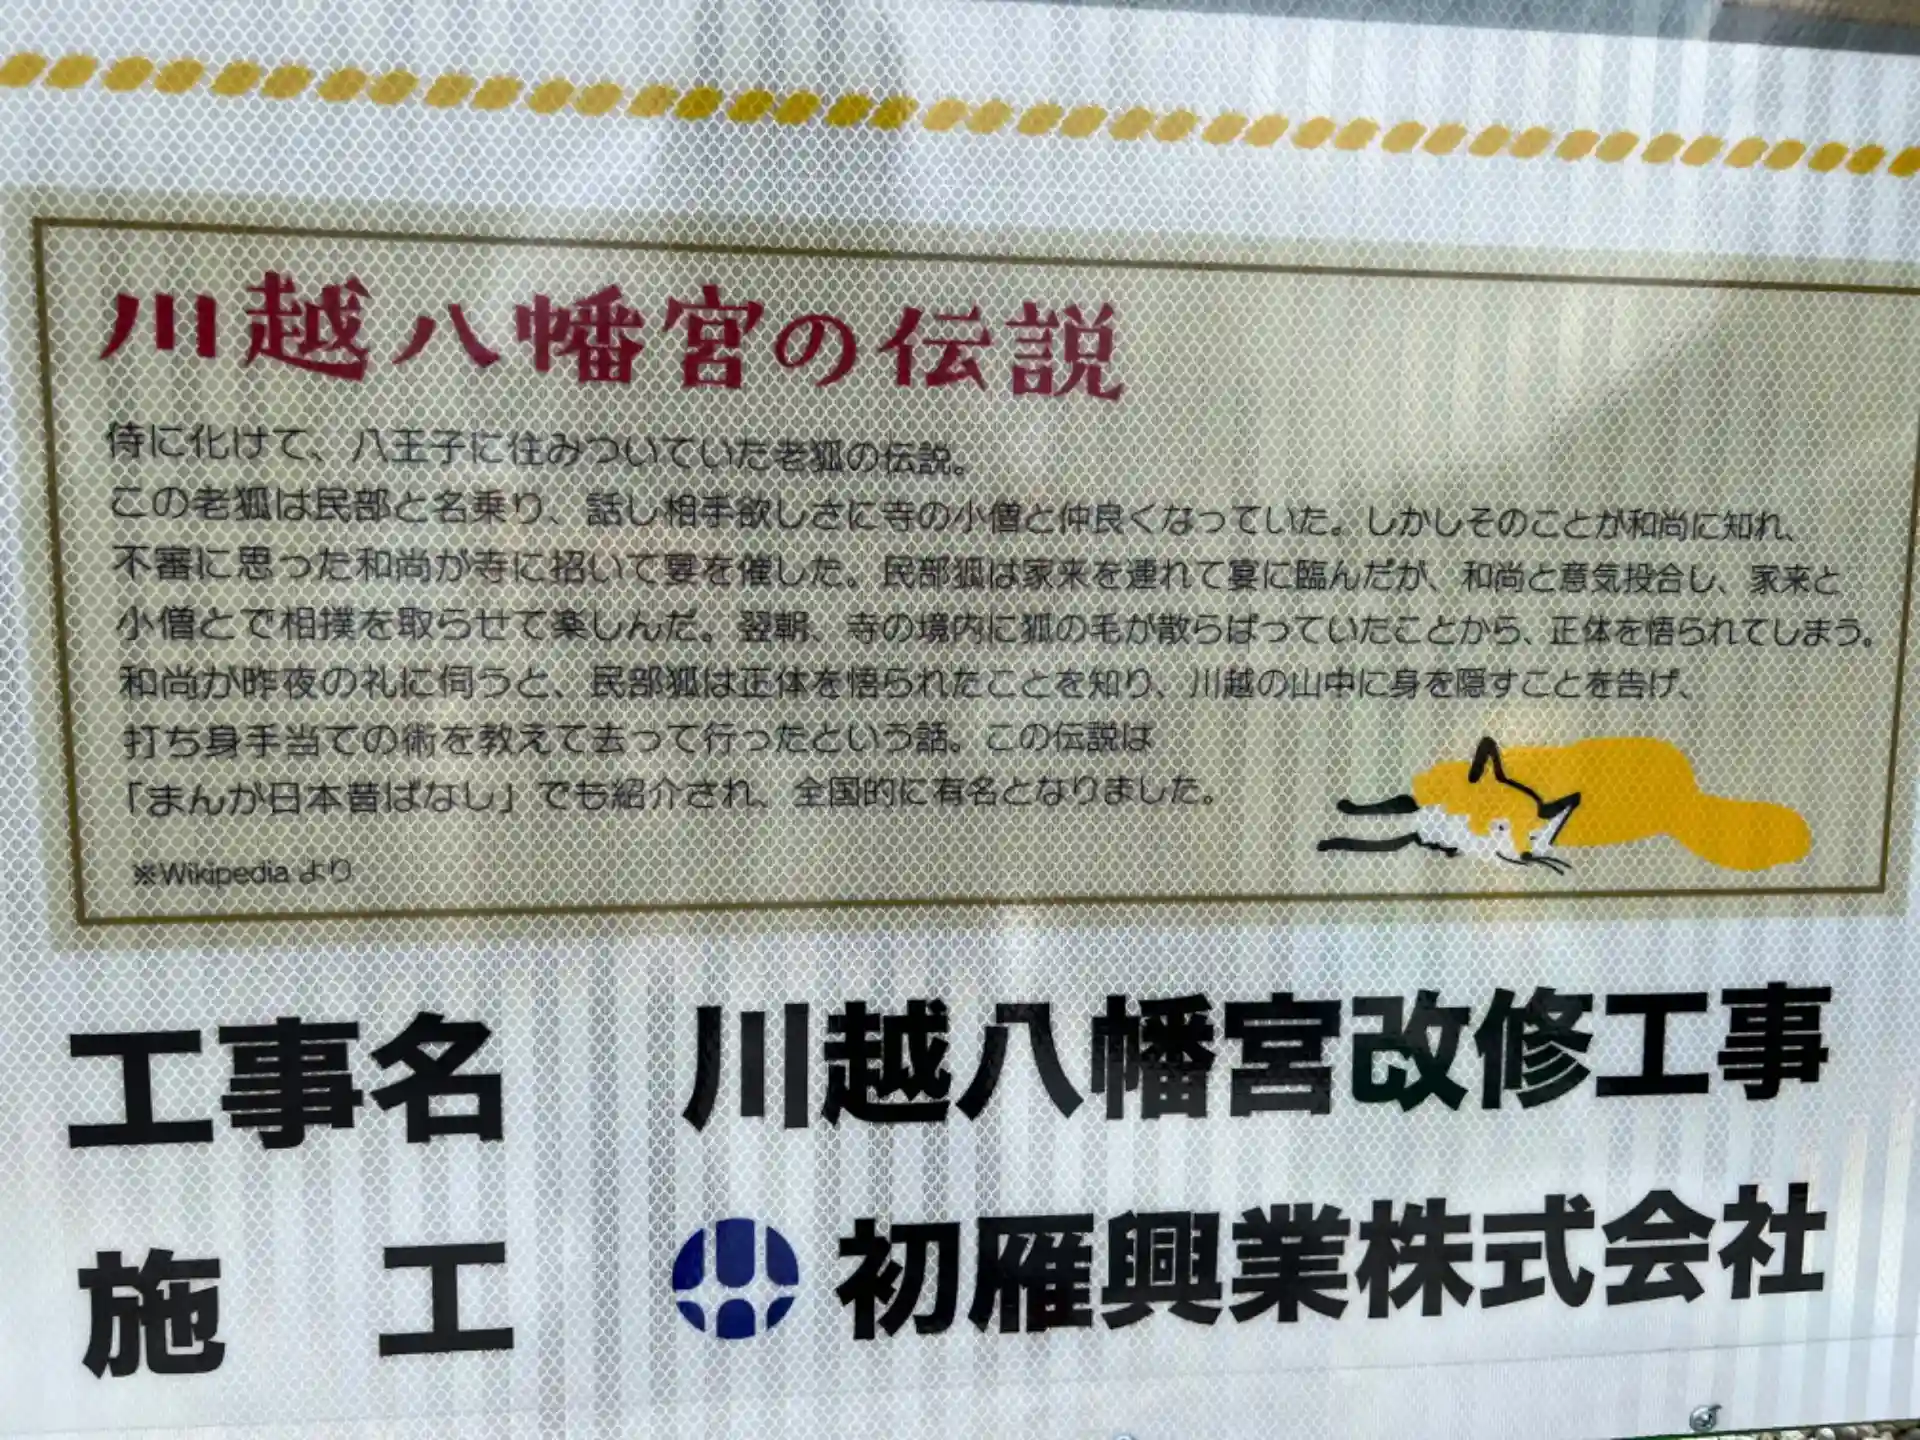 川越八幡宮の伝説
侍に化けて、八王子に住みついていた老狐の伝説。
この老狐は民部と名乗り、話し相手欲しさに寺の小僧と仲良くなっていた。しかしそのことが和尚に知れ、
不審に思った和尚が寺に招いて宴を催した。民部狐は家来を連れて宴に臨んだが、和尚と意気投合し、家来と
小僧とで相撲を取らせて楽しんだ。翌朝、寺の境内に狐の毛が散らばっていたことから、正体を悟られてしまう。
和尚が昨夜の礼に伺うと、民部狐は正体を悟られたことを知り、川越の山中に身を隠すことを告げ、
打ち身手当ての術を教えて去って行ったという話。この伝説は
「まんが日本昔ばなし」でも紹介され、全国的に有名となりました。
※Wikipediaより
工事名 川越八幡宮改修工事
施工 初雁興業株式会社